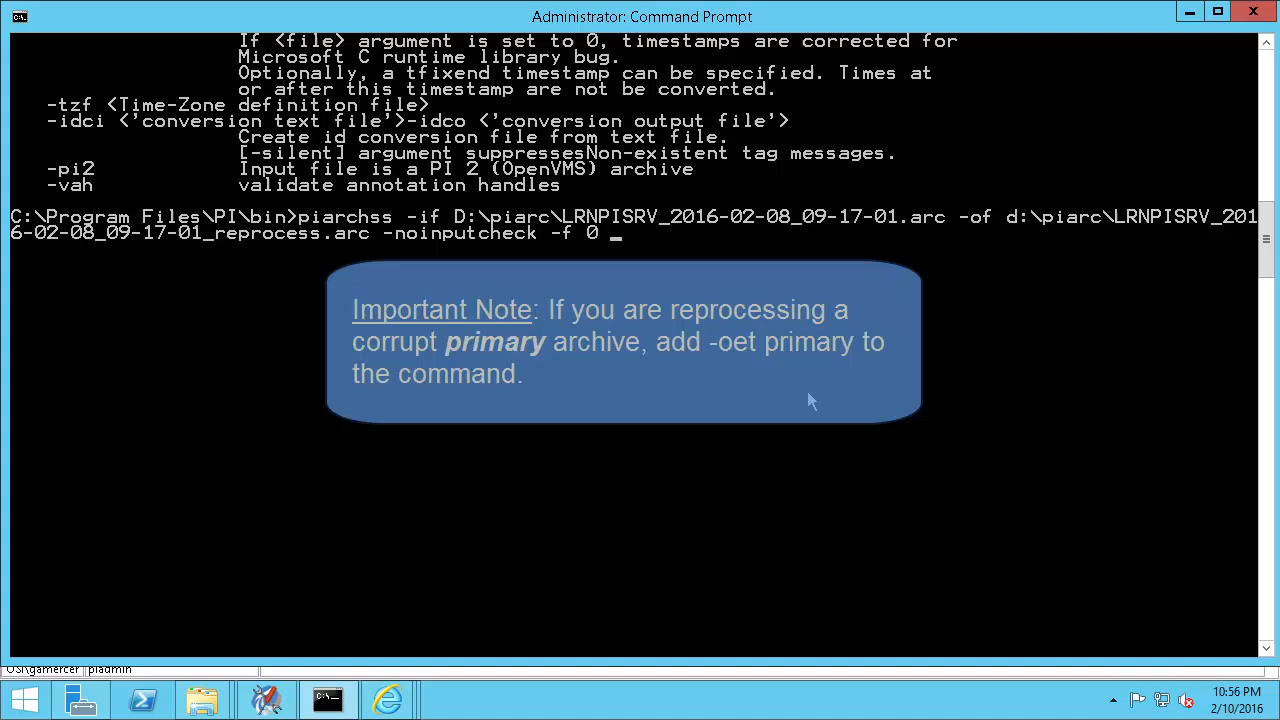 Administrator: Command Prompt
If <file> argument is set to 0, timestamps are corrected for
Microsoft C runtime library bug.
Optionally, a tfixend timestamp can be specified. Times at
or after this timestamp are not be converted.
-tzf <Time-Zone definition file>
-idci <'conversion text file'>-idco <'conversion output file'>
Create id conversion file from text file.
[-silent] argument suppressesNon-existent tag messages.
-pi2 Input file is a PI 2 (OpenVMS) archive
-vah validate annotation handles
C:\Program Files\PI\bin>piarchss -if D:\piarc\LRNPISRV_2016-02-08_09-17-01.arc -of d:\piarc\LRNPISRV_201
6-02-08_09-17-01_reprocess.arc -noinputcheck -f 0 _
Important Note: If you are reprocessing a
corrupt primary archive, add -oet primary to
the command.
OSI\gamercer piadmin
10:56 PM
2/10/2016